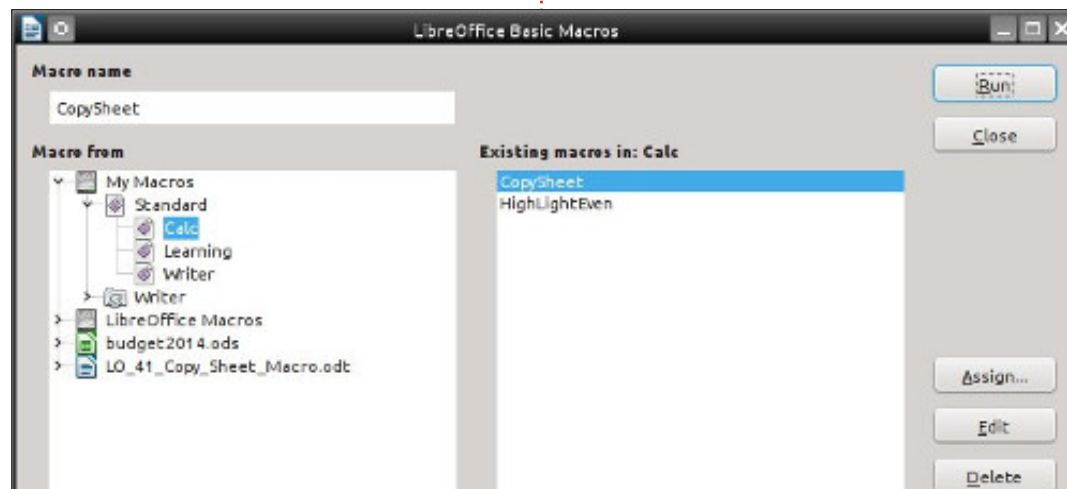 LibreOffice Basic Macros
Macro name
CopySheet
Run
Close
Macro from
My Macros
Standard
Calc
Learning
Writer
Writer
LibreOffice Macros
budget2014.ods
LO_41_Copy_Sheet_Macro.odt
Existing macros in: Calc
CopySheet
HighLightEven
Assign...
Edit
Delete